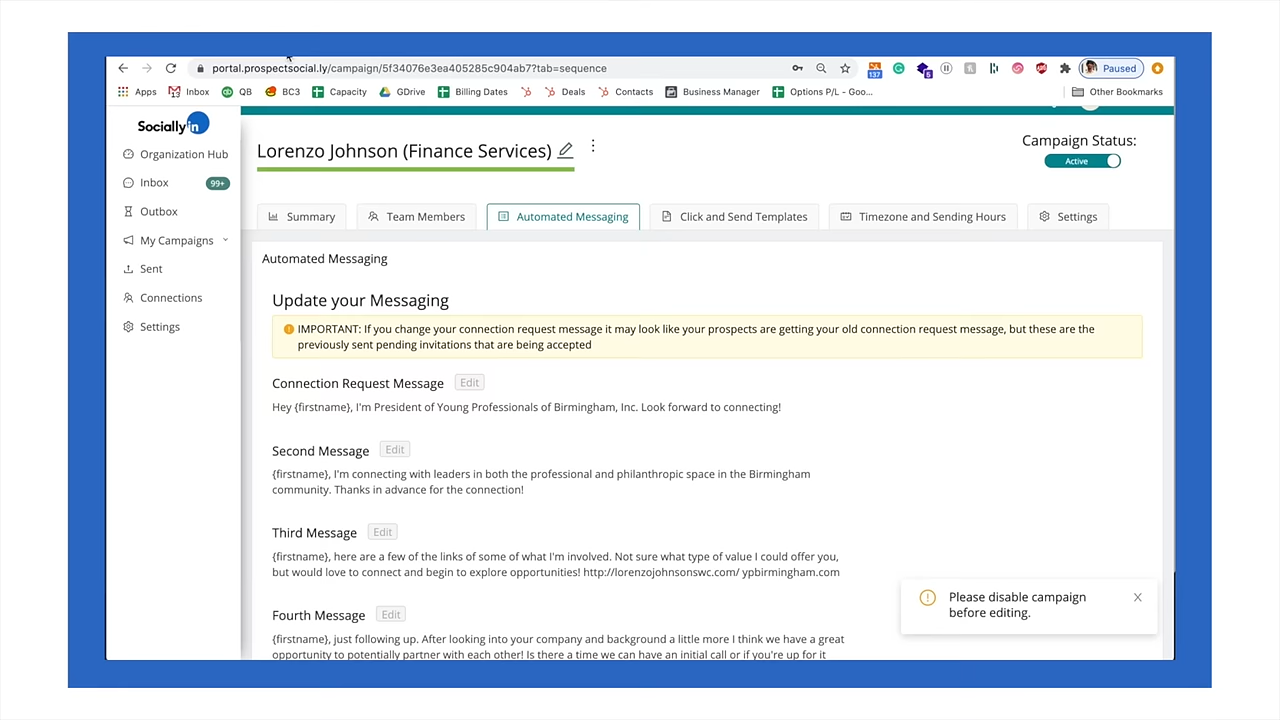 portal.prospectsocial.ly/campaign/5f34076e3ea405285c904ab7?tab=sequence
137
5
Paused
Apps
Inbox
QB
BC3
Capacity
GDrive
Billing Dates
Deals
Contacts
Business Manager
Options P/L - Goo...
Other Bookmarks
Sociallyin
Organization Hub
Inbox
99+
Outbox
My Campaigns
Sent
Connections
Settings
Lorenzo Johnson (Finance Services)
Campaign Status:
Active
Summary
Team Members
Automated Messaging
Click and Send Templates
Timezone and Sending Hours
Settings
Automated Messaging
Update your Messaging
IMPORTANT: If you change your connection request message it may look like your prospects are getting your old connection request message, but these are the
previously sent pending invitations that are being accepted
Connection Request Message
Edit
Hey {firstname}, I'm President of Young Professionals of Birmingham, Inc. Look forward to connecting!
Second Message
Edit
{firstname}, I'm connecting with leaders in both the professional and philanthropic space in the Birmingham
community. Thanks in advance for the connection!
Third Message
Edit
{firstname}, here are a few of the links of some of what I'm involved. Not sure what type of value I could offer you,
but would love to connect and begin to explore opportunities! http://lorenzojohnsonswc.com/ ypbirmingham.com
Fourth Message
Edit
{firstname}, just following up. After looking into your company and background a little more I think we have a great
opportunity to potentially partner with each other! Is there a time we can have an initial call or if you're up for it
Please disable campaign
before editing.